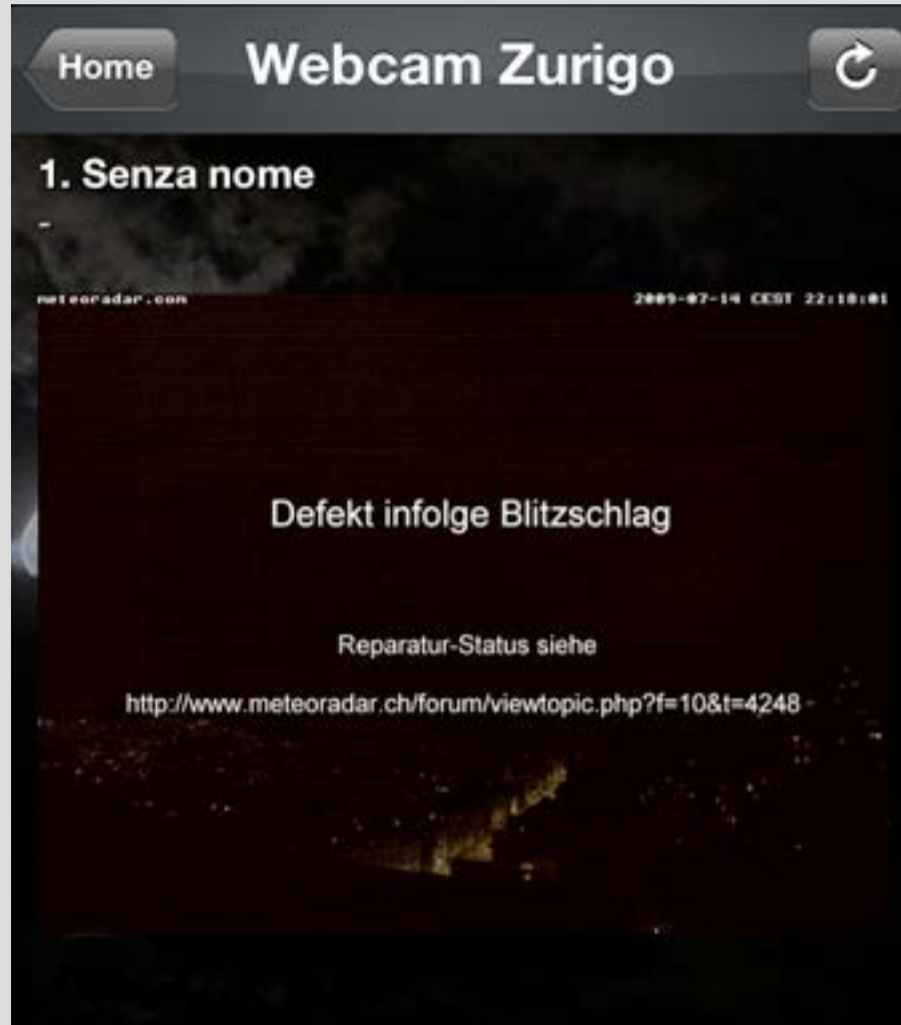 Home
Webcam Zurigo
1. Senza nome
-
meteoradar.com
2009-07-14 CEST 22:18:01
Defekt infolge Blitzschlag
Reparatur-Status siehe
http://www.meteoradar.ch/forum/viewtopic.php?f=10&t=4248